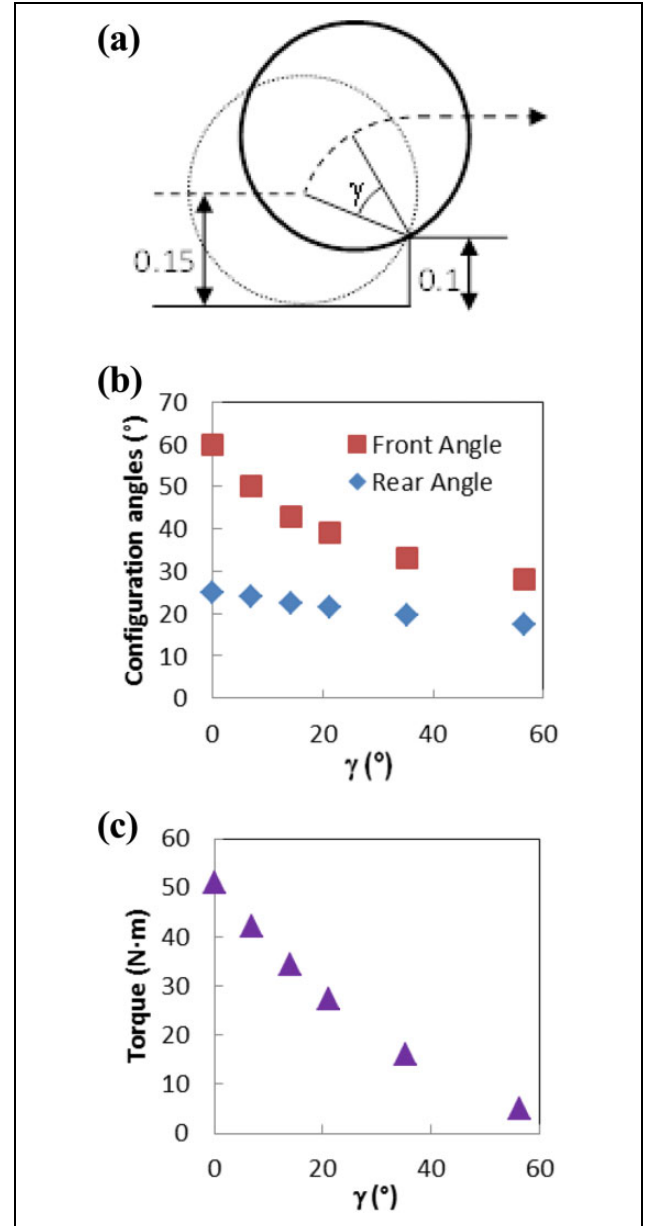 (a)
γ
0.15
0.1
(b)
Configuration angles (°)
70
60
50
40
30
20
10
0
Front Angle
Rear Angle
0 20 40 60
γ (°)
(c)
Torque (N·m)
60
50
40
30
20
10
0
0 20 40 60
γ (°)